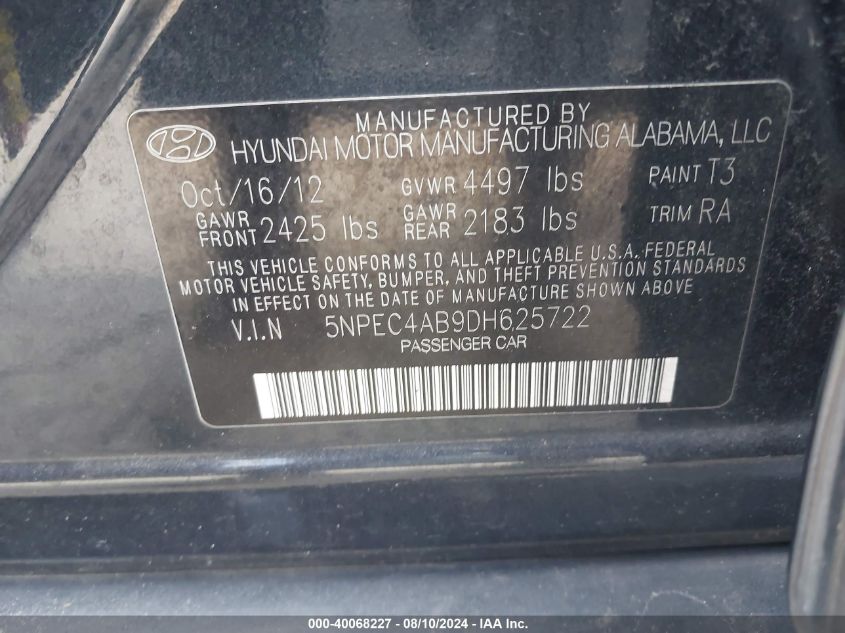 MANUFACTURED BY
HYUNDAI MOTOR MANUFACTURING ALABAMA, LLC
Oct/16/12 GVWR 4497 lbs PAINT T3
GAWR FRONT 2425 lbs GAWR REAR 2183 lbs TRIM RA
THIS VEHICLE CONFORMS TO ALL APPLICABLE U.S.A. FEDERAL
MOTOR VEHICLE SAFETY, BUMPER, AND THEFT PREVENTION STANDARDS
IN EFFECT ON THE DATE OF MANUFACTURE SHOWN ABOVE
V.I.N 5NPEC4AB9DH625722
PASSENGER CAR
000-40068227 - 08/10/2024 - IAA Inc.